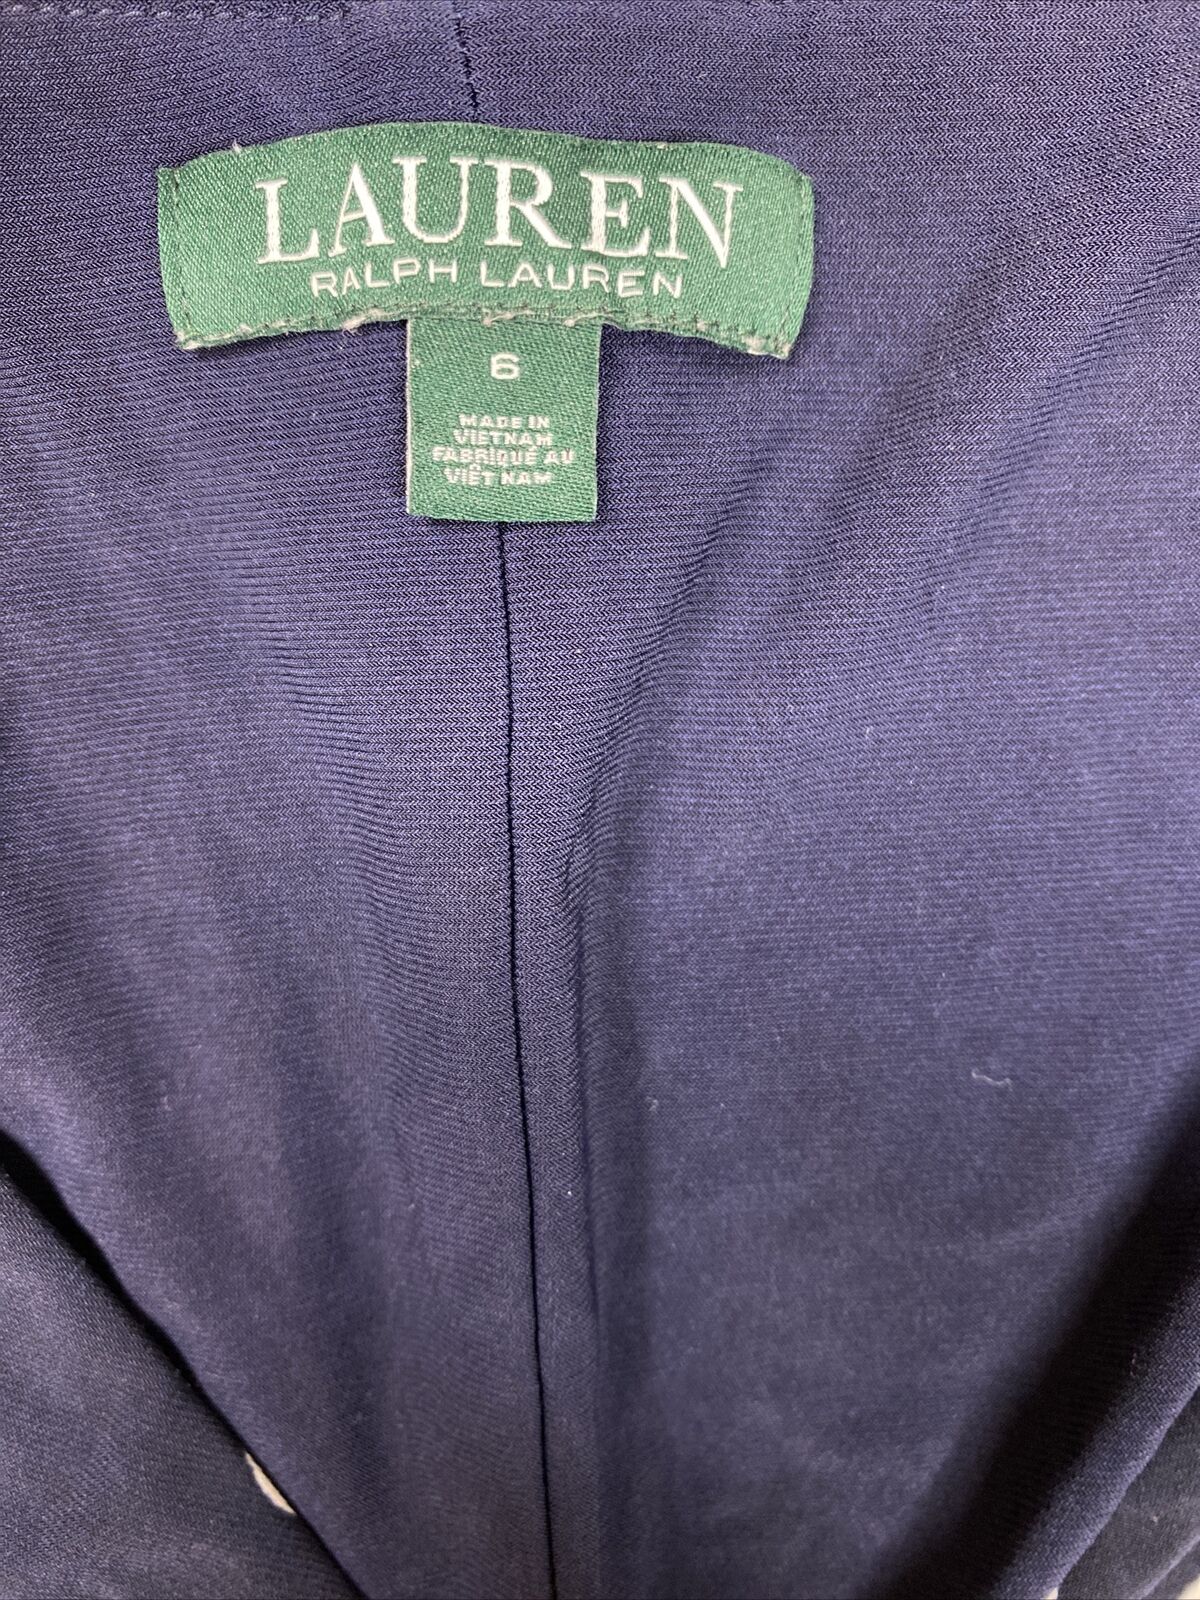 LAUREN
RALPH LAUREN
6
MADE IN
VIETNAM
FABRIQUÉ AU
VIÊT NAM